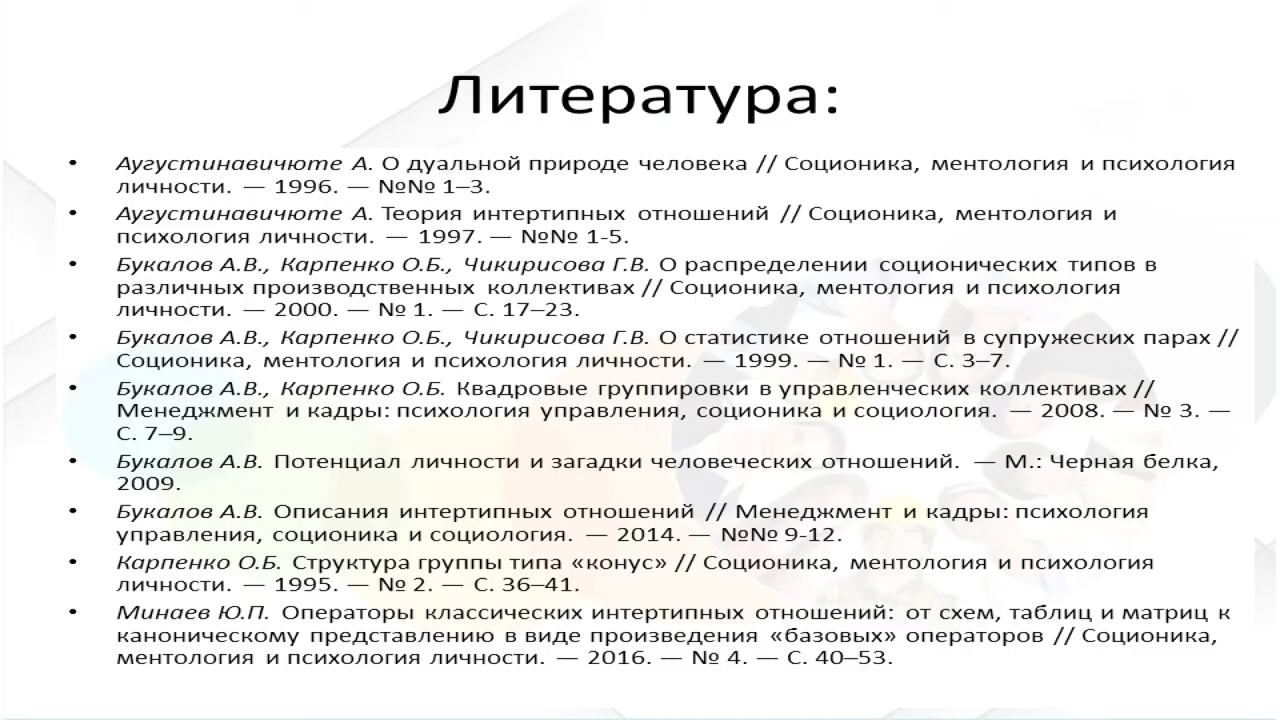 Литература:
• Аугустинавичюте А. О дуальной природе человека // Соционика, ментология и психология
личности. — 1996. — №№ 1–3.
• Аугустинавичюте А. Теория интертипных отношений // Соционика, ментология и
психология личности. — 1997. — №№ 1-5.
• Букалов А.В., Карпенко О.Б., Чикирисова Г.В. О распределении соционических типов в
различных производственных коллективах // Соционика, ментология и психология
личности. — 2000. — № 1. — С. 17–23.
• Букалов А.В., Карпенко О.Б., Чикирисова Г.В. О статистике отношений в супружеских парах //
Соционика, ментология и психология личности. — 1999. — № 1. — С. 3–7.
• Букалов А.В., Карпенко О.Б. Квадровые группировки в управленческих коллективах //
Менеджмент и кадры: психология управления, соционика и социология. — 2008. — № 3. —
С. 7–9.
• Букалов А.В. Потенциал личности и загадки человеческих отношений. — М.: Черная белка,
2009.
• Букалов А.В. Описания интертипных отношений // Менеджмент и кадры: психология
управления, соционика и социология. — 2014. — №№ 9-12.
• Карпенко О.Б. Структура группы типа «конус» // Соционика, ментология и психология
личности. — 1995. — № 2. — С. 36–41.
• Минаев Ю.П. Операторы классических интертипных отношений: от схем, таблиц и матриц к
каноническому представлению в виде произведения «базовых» операторов // Соционика,
ментология и психология личности. — 2016. — № 4. — С. 40–53.